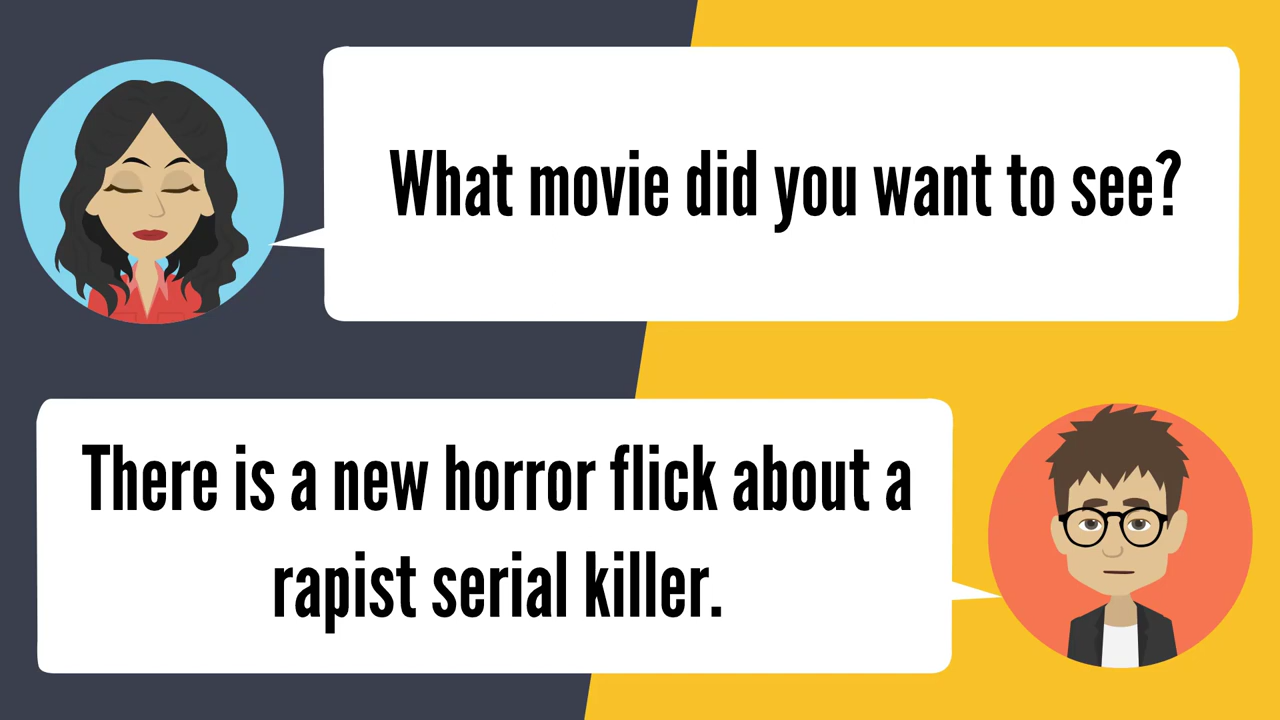 What movie did you want to see?
There is a new horror flick about a
rapist serial killer.